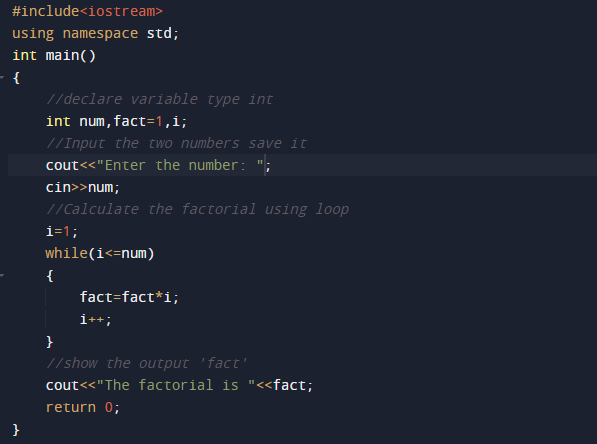 #include<iostream>
using namespace std;
int main()
{
//declare variable type int
int num,fact=1,i;
//Input the two numbers save it
cout<<"Enter the number: ";
cin>>num;
//Calculate the factorial using loop
i=1;
while(i<=num)
{
fact=fact*i;
i++;
}
//show the output 'fact'
cout<<"The factorial is "<<fact;
return 0;
}